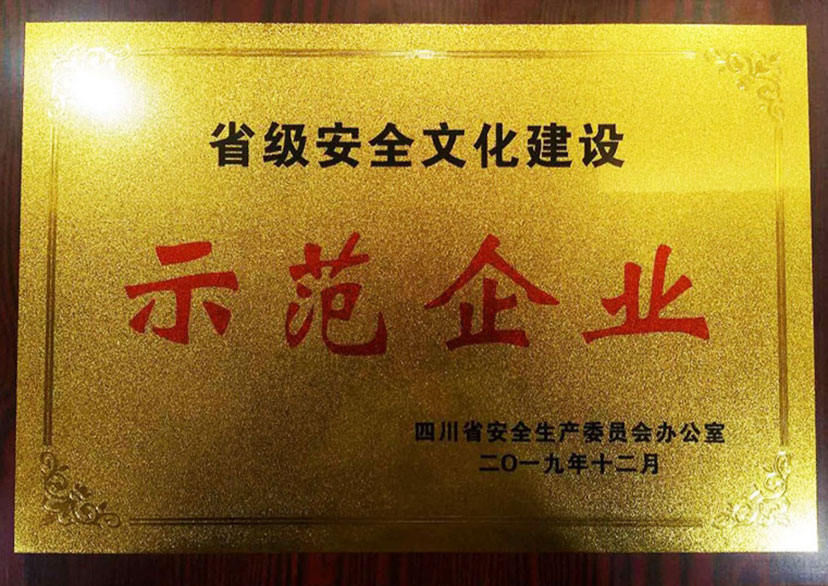 省级安全文化建设
示范企业
四川省安全生产委员会办公室
二〇一九年十二月